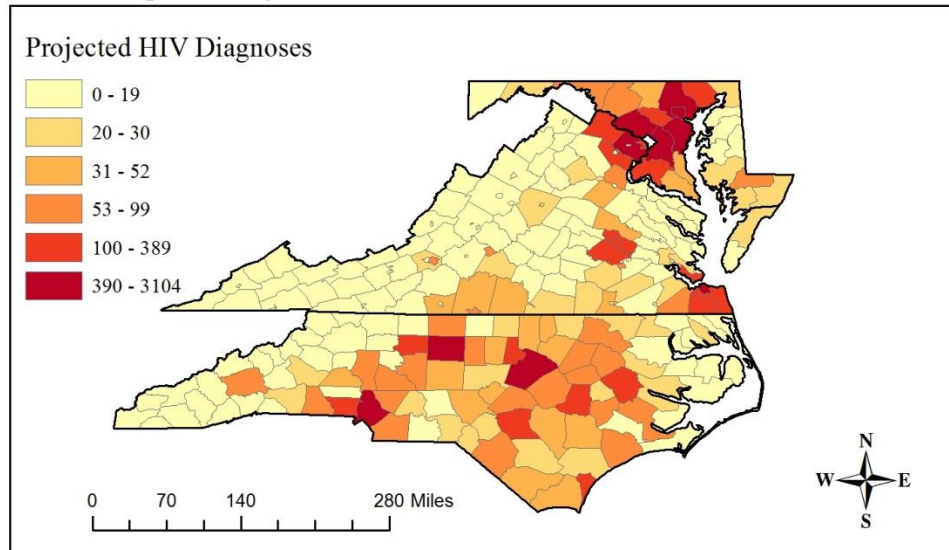 Projected HIV Diagnoses
0 - 19
20 - 30
31 - 52
53 - 99
100 - 389
390 - 3104
0 70 140 280 Miles
N
W E
S